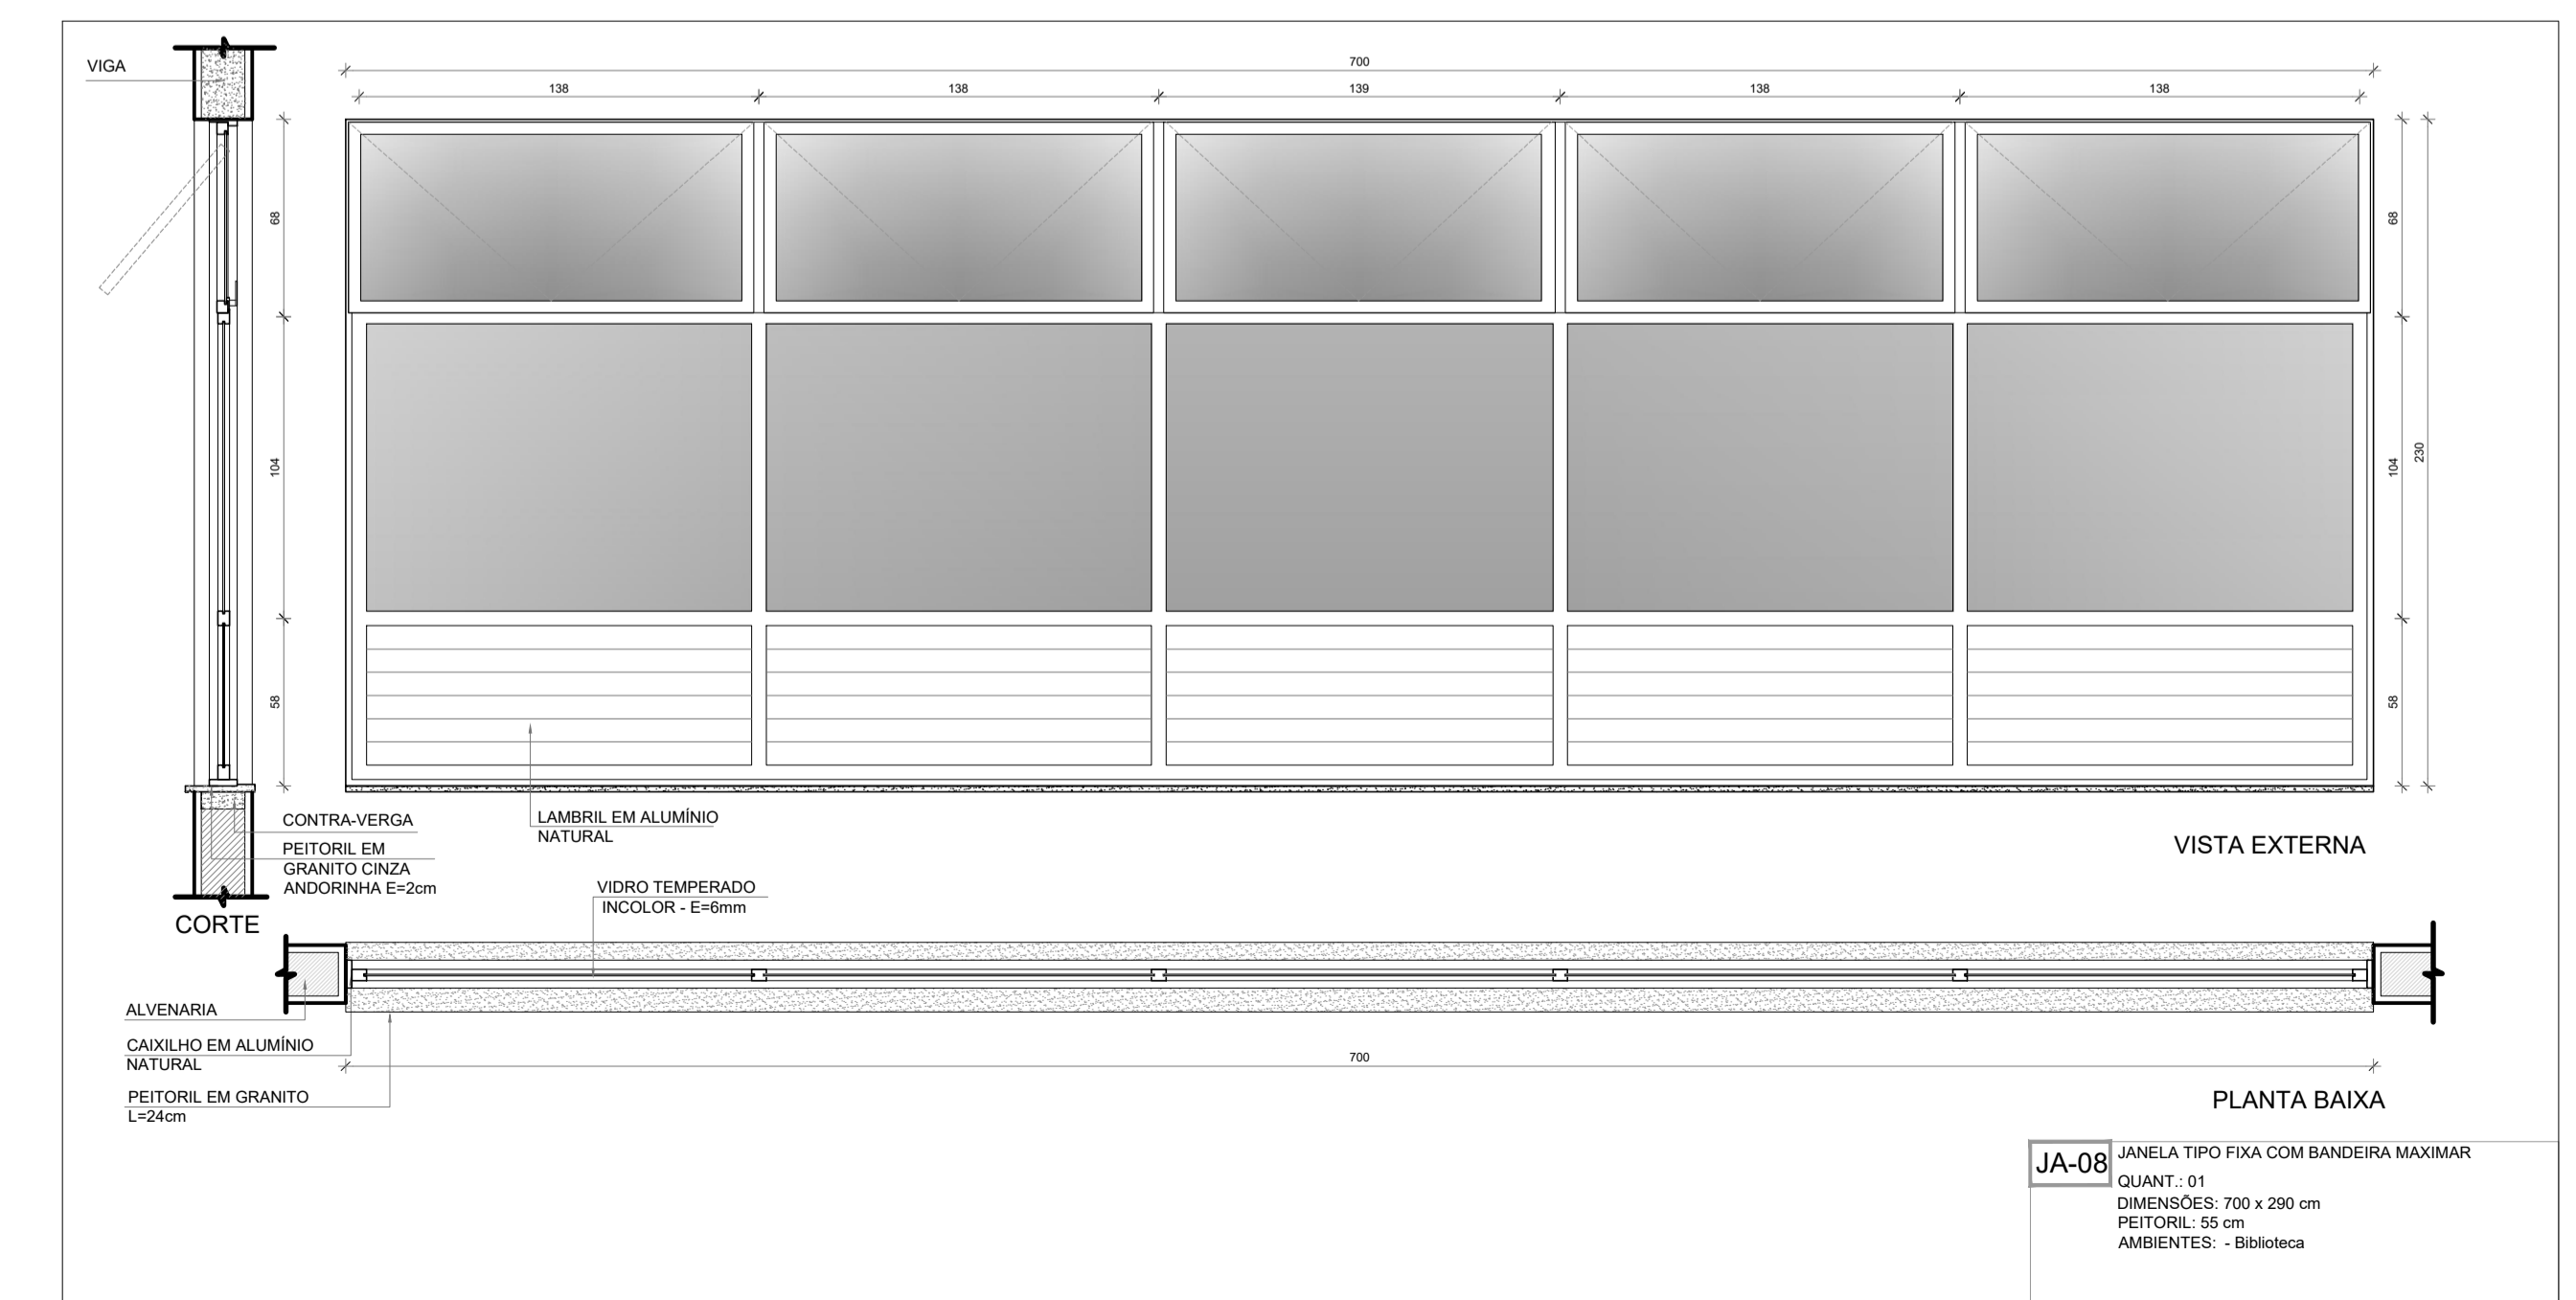 VIGA
700
138
138
139
138
138
68
104
58
68
104
58
230
CONTRA-VERGA
PEITORIL EM
GRANITO CINZA
ANDORINHA E=2cm
CORTE
LAMBRIL EM ALUMÍNIO
NATURAL
VISTA EXTERNA
VIDRO TEMPERADO
INCOLOR - E=6mm
ALVENARIA
CAIXILHO EM ALUMÍNIO
NATURAL
PEITORIL EM GRANITO
L=24cm
700
PLANTA BAIXA
JA-08
JANELA TIPO FIXA COM BANDEIRA MAXIMAR
QUANT.: 01
DIMENSÕES: 700 x 290 cm
PEITORIL: 55 cm
AMBIENTES:  - Biblioteca